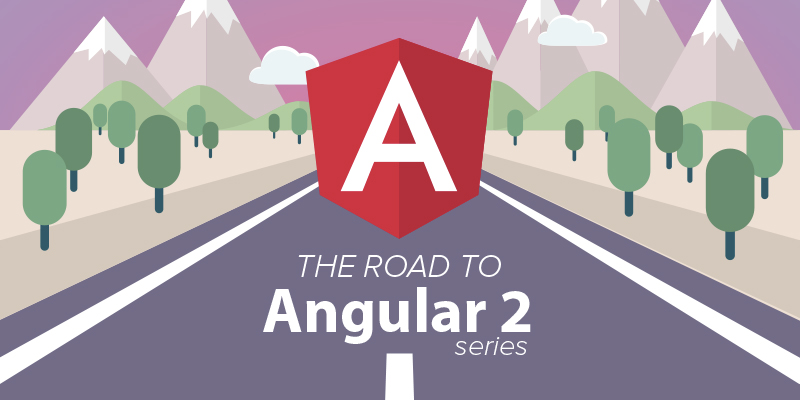 A
THE ROAD TO
Angular 2
series